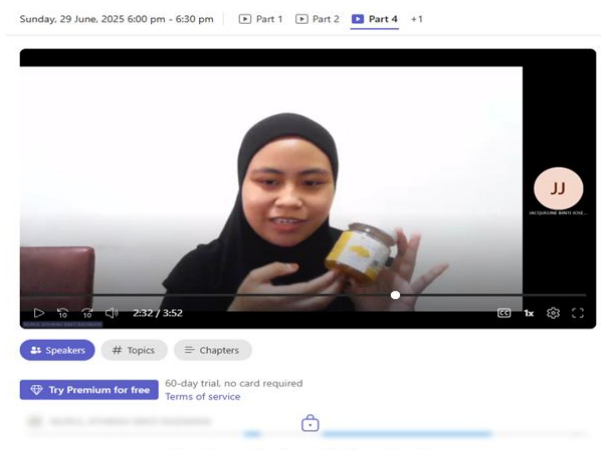 Sunday, 29 June, 2025 6:00 pm - 6:30 pm
Part 1
Part 2
Part 4
+1
JJ
JACQUELINE BINTI JOSE...
2:32 / 3:52
CC
1x
Speakers
# Topics
Chapters
Try Premium for free
60-day trial, no card required
Terms of service